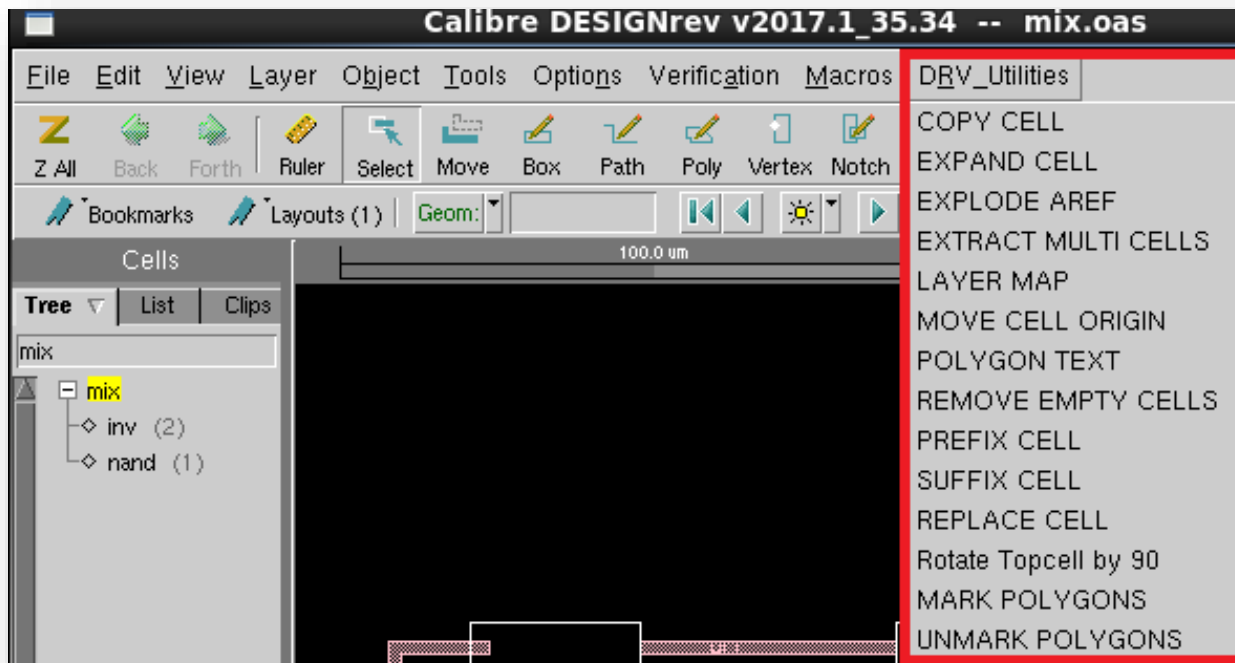 Calibre DESIGNrev v2017.1_35.34 -- mix.oas
File Edit View Layer Object Tools Options Verification Macros DRV_Utilities
Z All Back Forth Ruler Select Move Box Path Poly Vertex Notch
Bookmarks Layouts (1) Geom:
Cells
100.0 um
Tree List Clips
mix
mix
inv (2)
nand (1)
COPY CELL
EXPAND CELL
EXPLODE AREF
EXTRACT MULTI CELLS
LAYER MAP
MOVE CELL ORIGIN
POLYGON TEXT
REMOVE EMPTY CELLS
PREFIX CELL
SUFFIX CELL
REPLACE CELL
Rotate Topcell by 90
MARK POLYGONS
UNMARK POLYGONS